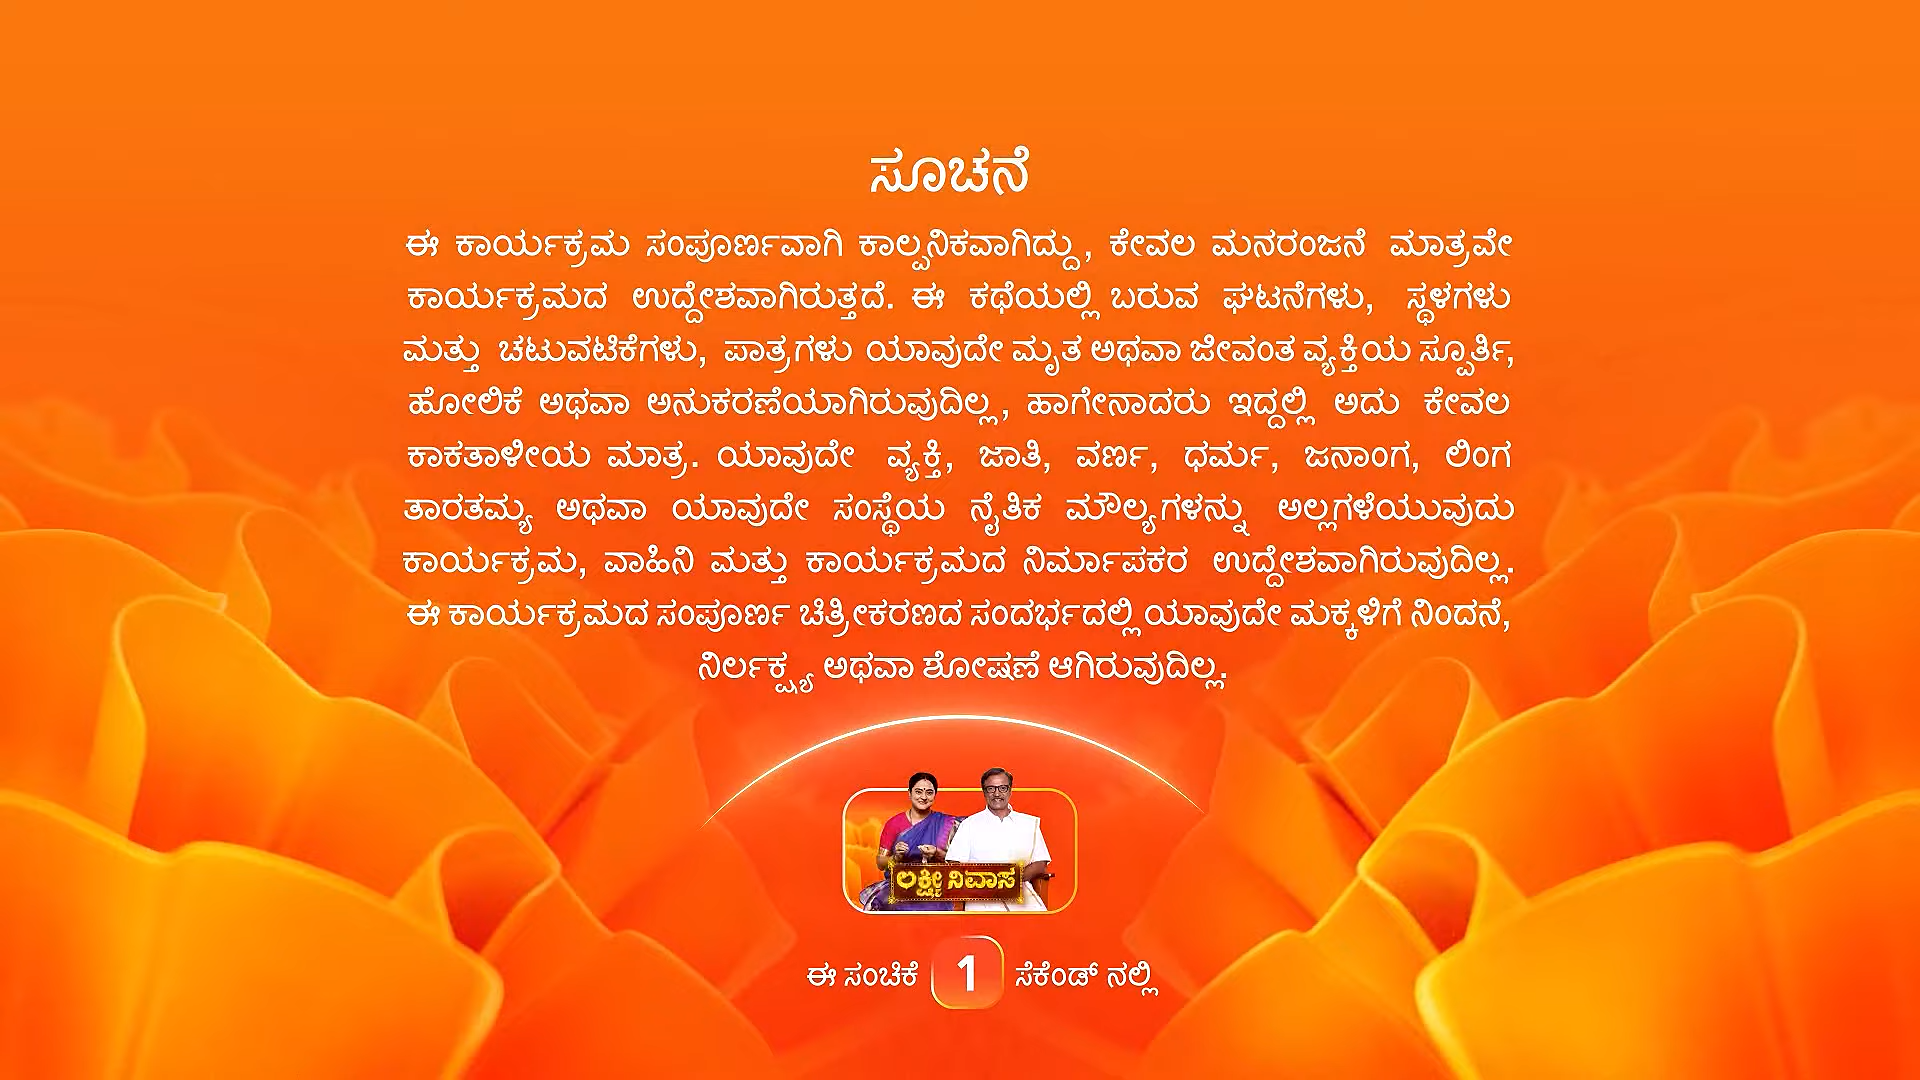 ಸೂಚನೆ
ಈ ಕಾರ್ಯಕ್ರಮ ಸಂಪೂರ್ಣವಾಗಿ ಕಾಲ್ಪನಿಕವಾಗಿದ್ದು, ಕೇವಲ ಮನರಂಜನೆ ಮಾತ್ರವೇ
ಕಾರ್ಯಕ್ರಮದ ಉದ್ದೇಶವಾಗಿರುತ್ತದೆ. ಈ ಕಥೆಯಲ್ಲಿ ಬರುವ ಘಟನೆಗಳು, ಸ್ಥಳಗಳು
ಮತ್ತು ಚಟುವಟಿಕೆಗಳು, ಪಾತ್ರಗಳು ಯಾವುದೇ ಮೃತ ಅಥವಾ ಜೀವಂತ ವ್ಯಕ್ತಿಯ ಸ್ಪೂರ್ತಿ,
ಹೋಲಿಕೆ ಅಥವಾ ಅನುಕರಣೆಯಾಗಿರುವುದಿಲ್ಲ, ಹಾಗೇನಾದರು ಇದ್ದಲ್ಲಿ ಅದು ಕೇವಲ
ಕಾಕತಾಳೀಯ ಮಾತ್ರ. ಯಾವುದೇ ವ್ಯಕ್ತಿ, ಜಾತಿ, ವರ್ಣ, ಧರ್ಮ, ಜನಾಂಗ, ಲಿಂಗ
ತಾರತಮ್ಯ ಅಥವಾ ಯಾವುದೇ ಸಂಸ್ಥೆಯ ನೈತಿಕ ಮೌಲ್ಯಗಳನ್ನು ಅಲ್ಲಗಳೆಯುವುದು
ಕಾರ್ಯಕ್ರಮ, ವಾಹಿನಿ ಮತ್ತು ಕಾರ್ಯಕ್ರಮದ ನಿರ್ಮಾಪಕರ ಉದ್ದೇಶವಾಗಿರುವುದಿಲ್ಲ.
ಈ ಕಾರ್ಯಕ್ರಮದ ಸಂಪೂರ್ಣ ಚಿತ್ರೀಕರಣದ ಸಂದರ್ಭದಲ್ಲಿ ಯಾವುದೇ ಮಕ್ಕಳಿಗೆ ನಿಂದನೆ,
ನಿರ್ಲಕ್ಷ್ಯ ಅಥವಾ ಶೋಷಣೆ ಆಗಿರುವುದಿಲ್ಲ.
ಲಕ್ಷ್ಮೀ ನಿವಾಸ
ಈ ಸಂಚಿಕೆ 1 ಸೆಕೆಂಡ್ ನಲ್ಲಿ